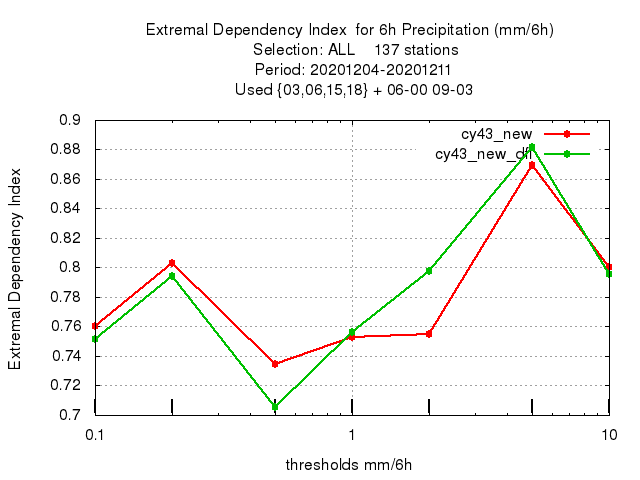 Extremal Dependency Index  for 6h Precipitation (mm/6h)
Selection: ALL    137 stations
Period: 20201204-20201211
Used {03,06,15,18} + 06-00 09-03
cy43_new
cy43_new_dfi
Extremal Dependency Index
0.9
0.88
0.86
0.84
0.82
0.8
0.78
0.76
0.74
0.72
0.7
0.1
1
10
thresholds mm/6h